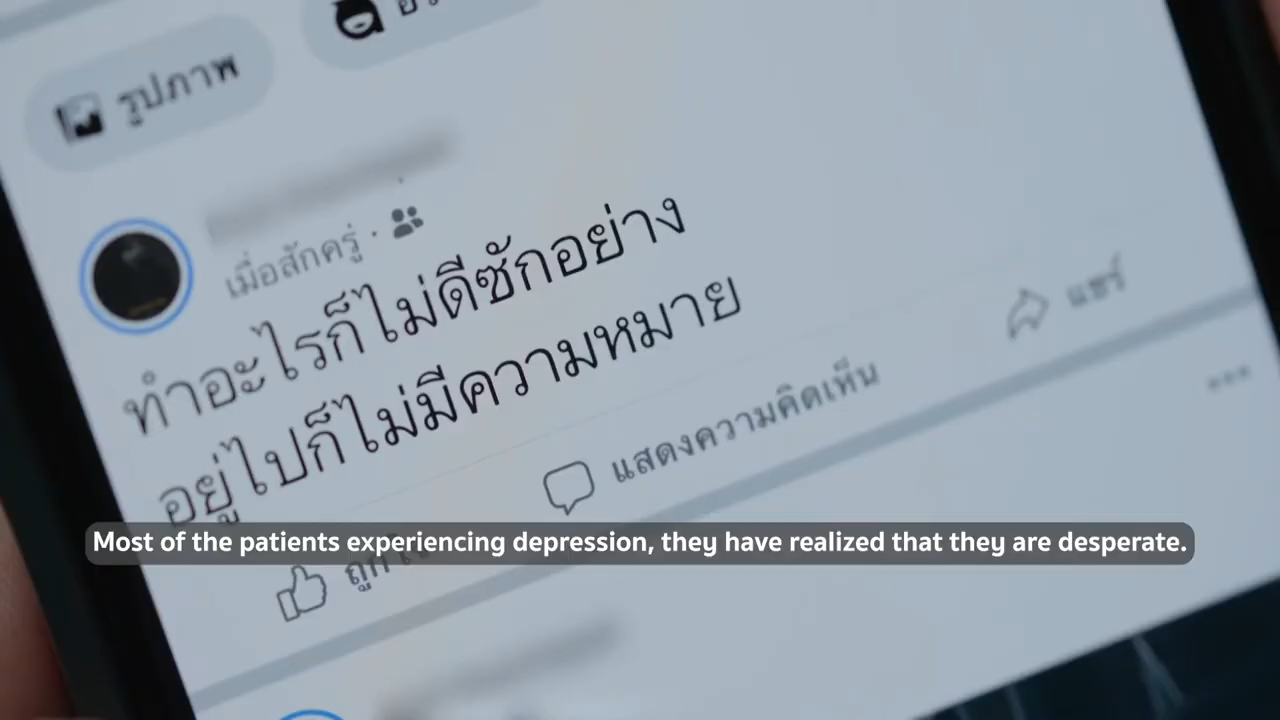 รูปภาพ
เมื่อสักครู่ ·
ทำอะไรก็ไม่ดีซักอย่าง
อยู่ไปก็ไม่มีความหมาย
แสดงความคิดเห็น
แชร์
Most of the patients experiencing depression, they have realized that they are desperate.